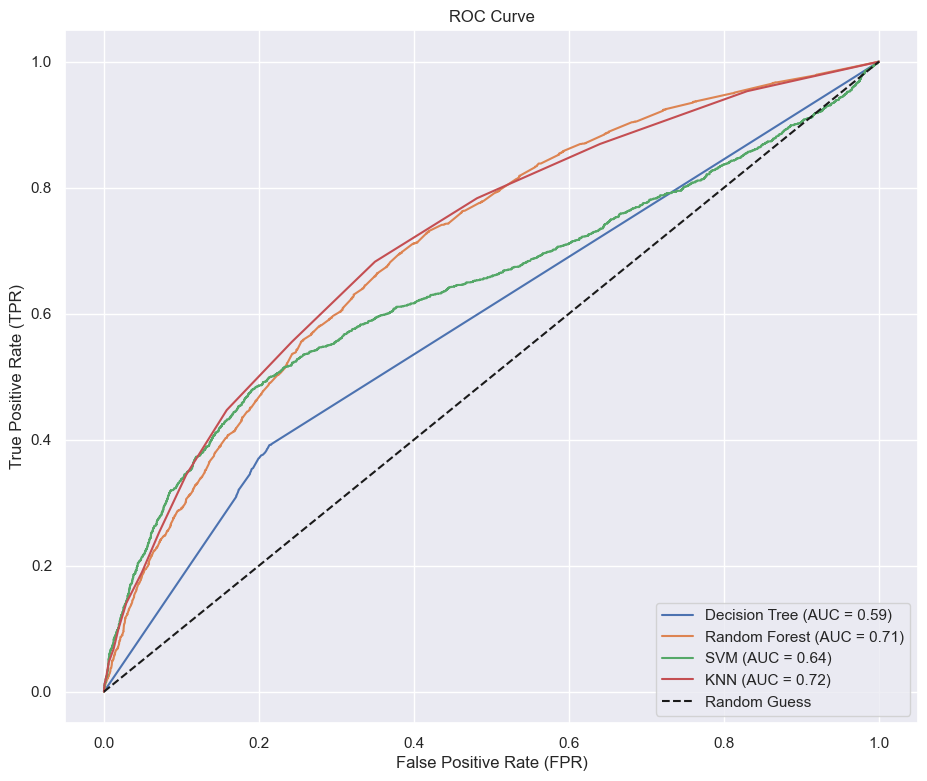 ROC Curve
True Positive Rate (TPR)
1.0
0.8
0.6
0.4
0.2
0.0
0.0 0.2 0.4 0.6 0.8 1.0
False Positive Rate (FPR)
Decision Tree (AUC = 0.59)
Random Forest (AUC = 0.71)
SVM (AUC = 0.64)
KNN (AUC = 0.72)
Random Guess